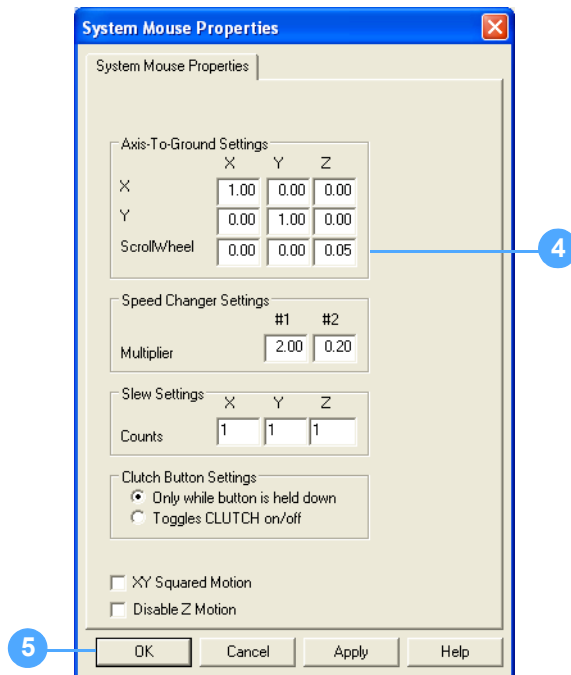 System Mouse Properties
System Mouse Properties
Axis-To-Ground Settings
X Y Z
X 1.00 0.00 0.00
Y 0.00 1.00 0.00
ScrollWheel 0.00 0.00 0.05
4
Speed Changer Settings
#1 #2
Multiplier 2.00 0.20
Slew Settings
X Y Z
Counts 1 1 1
Clutch Button Settings
Only while button is held down
Toggles CLUTCH on/off
XY Squared Motion
Disable Z Motion
5
OK Cancel Apply Help